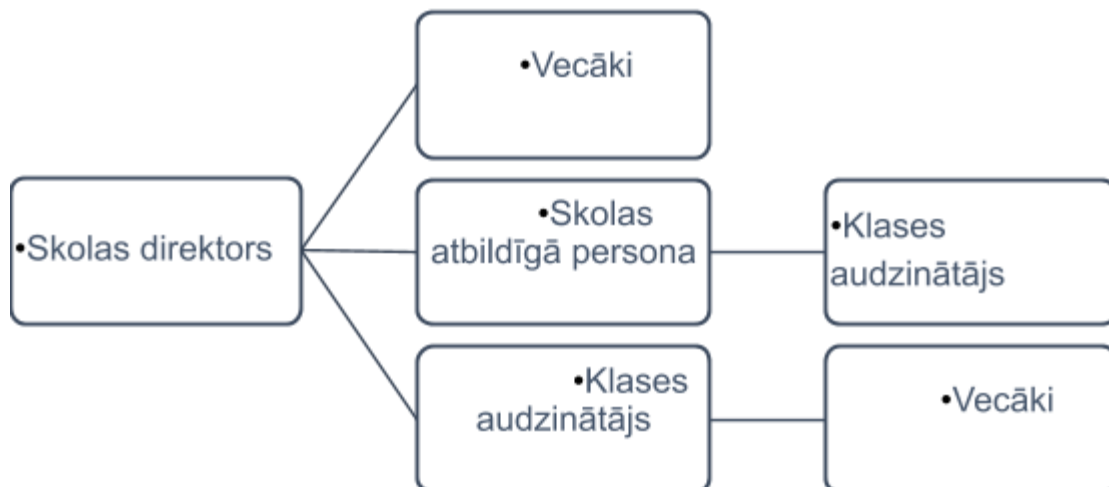 •Vecāki
•Skolas direktors
•Skolas
atbildīgā persona
•Klases
audzinātājs
•Klases
audzinātājs
•Vecāki